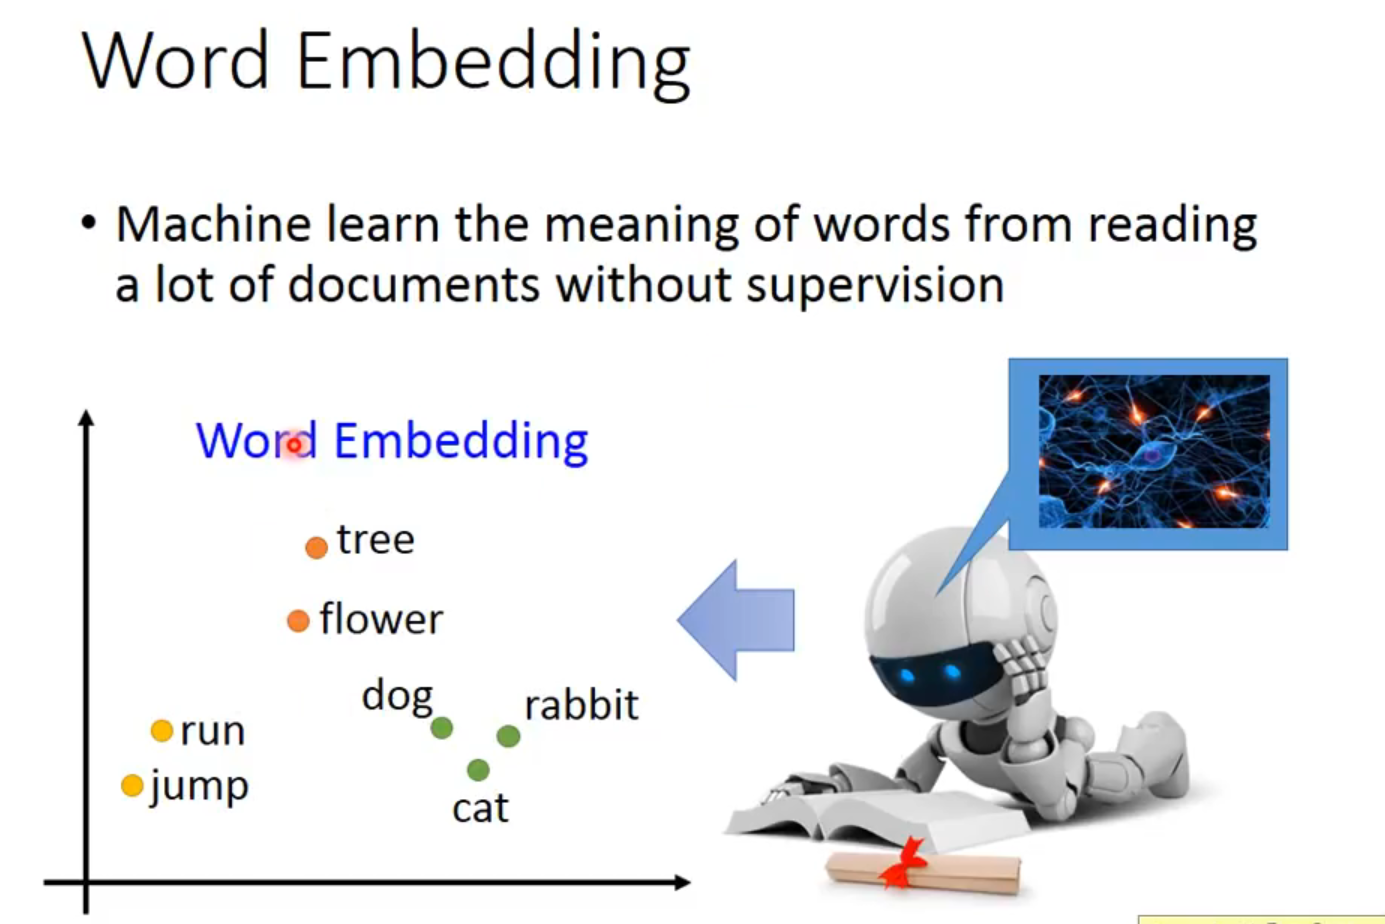 Word Embedding
• Machine learn the meaning of words from reading
a lot of documents without supervision
Word Embedding
tree
flower
dog
rabbit
run
jump
cat